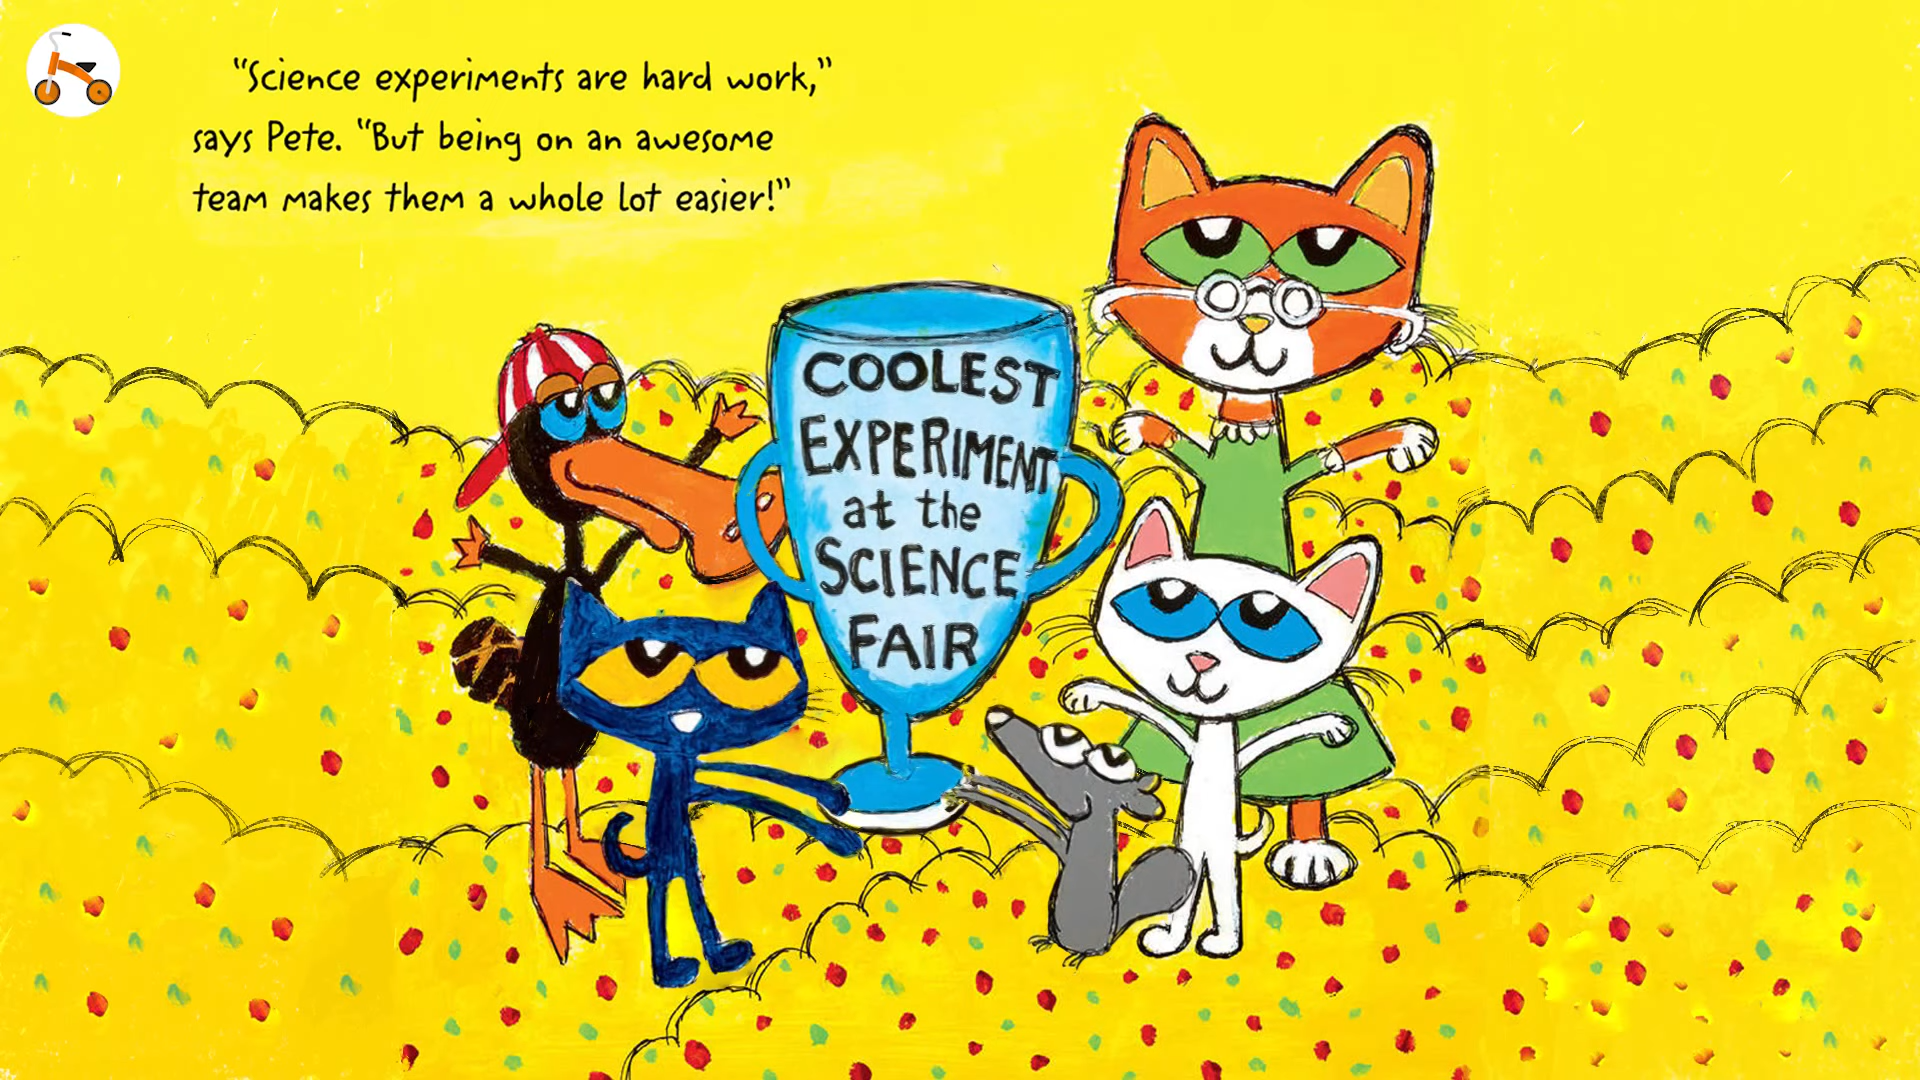 “Science experiments are hard work,”
says Pete. “But being on an awesome
team makes them a whole lot easier!”
COOLEST
EXPERIMENT
at the
SCIENCE
FAIR